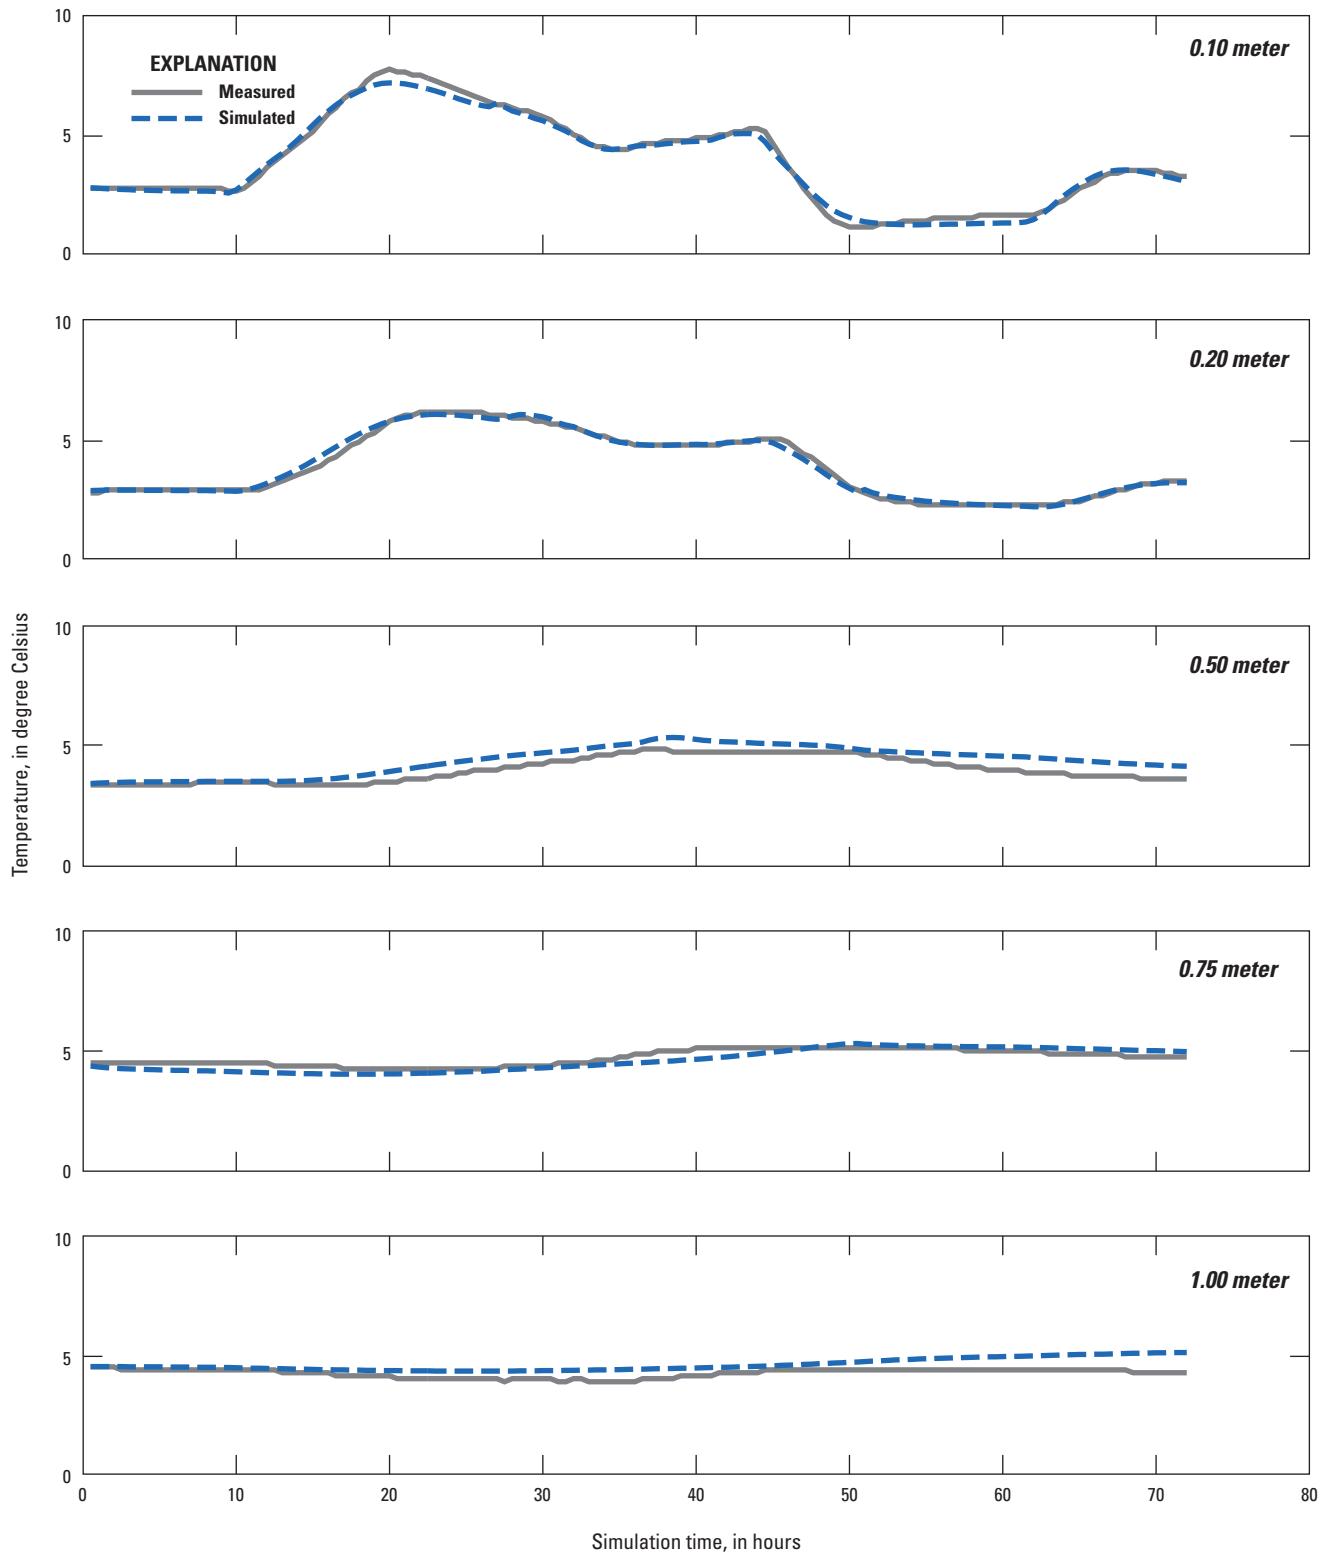 10
0.10 meter
EXPLANATION
Measured
Simulated
5
0
10
0.20 meter
5
0
Temperature, in degree Celsius
10
0.50 meter
5
0
10
0.75 meter
5
0
10
1.00 meter
5
0
0 10 20 30 40 50 60 70 80
Simulation time, in hours